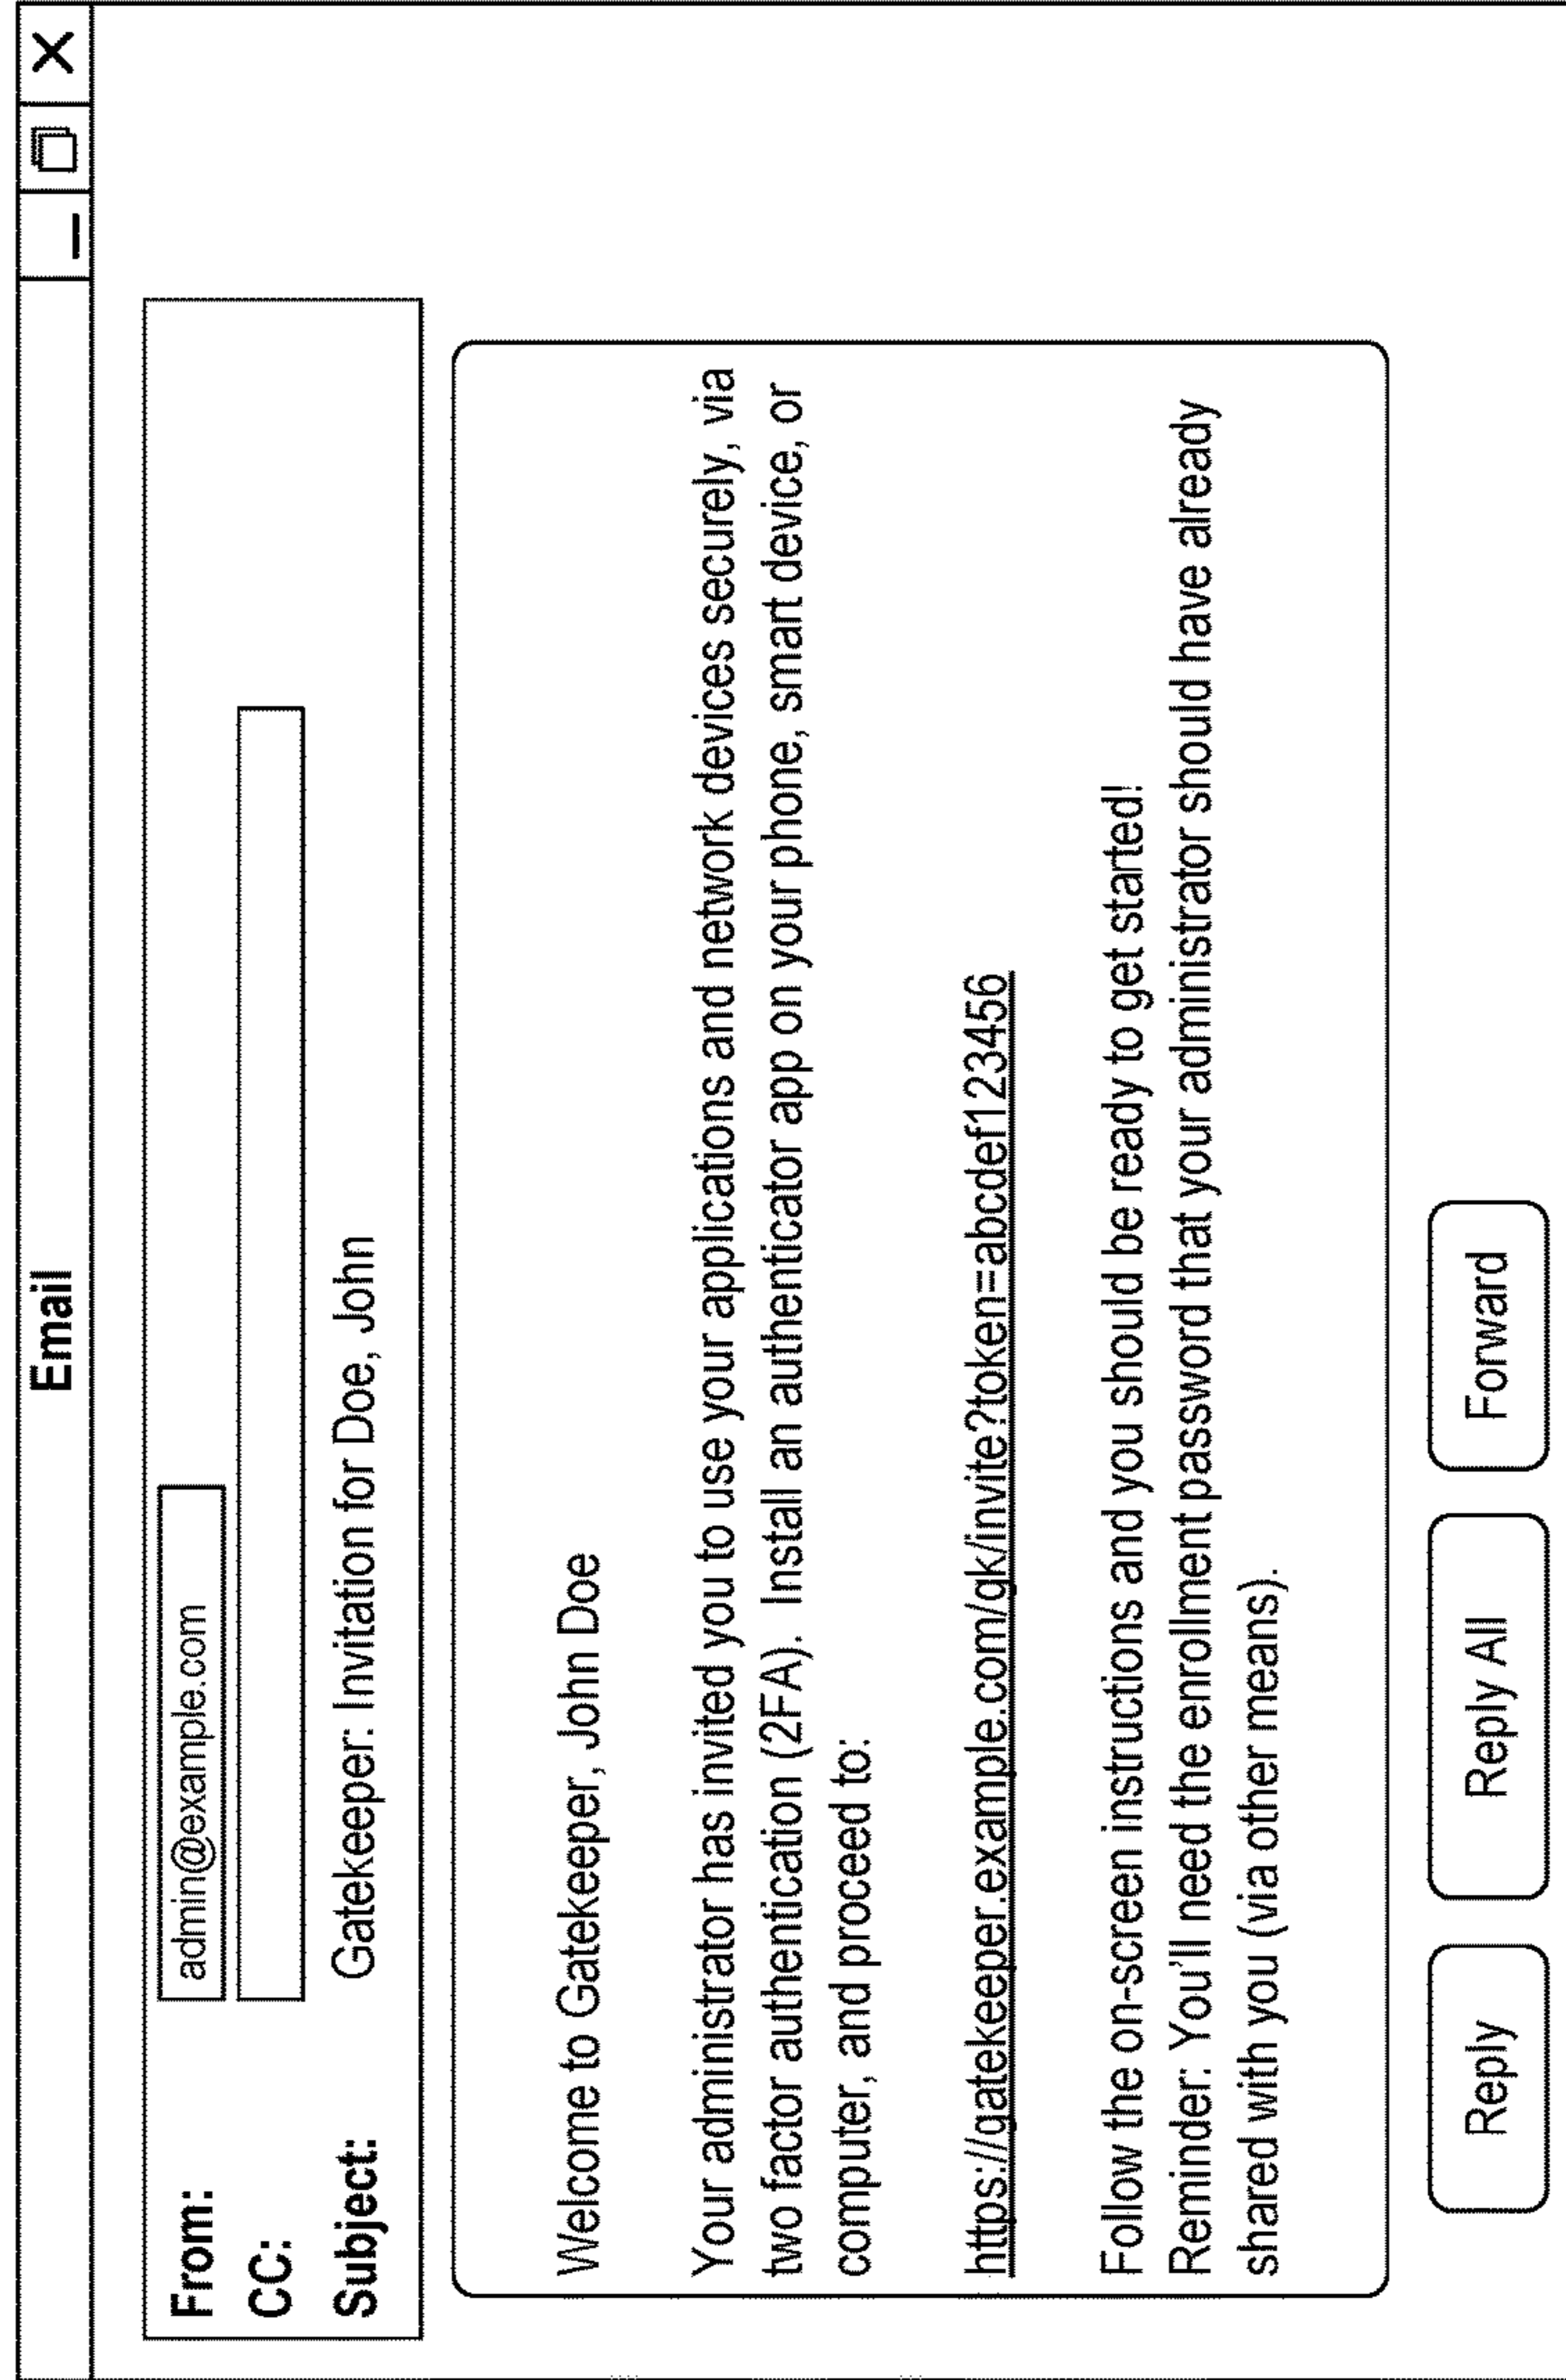 Email
From: admin@example.com
CC:
Subject: Gatekeeper: Invitation for Doe, John
Welcome to Gatekeeper, John Doe
Your administrator has invited you to use your applications and network devices securely, via
two factor authentication (2FA). Install an authenticator app on your phone, smart device, or
computer, and proceed to:
https://gatekeeper.example.com/gk/invite?token=abcdef123456
Follow the on-screen instructions and you should be ready to get started!
Reminder: You'll need the enrollment password that your administrator should have already
shared with you (via other means).
Reply Reply All Forward